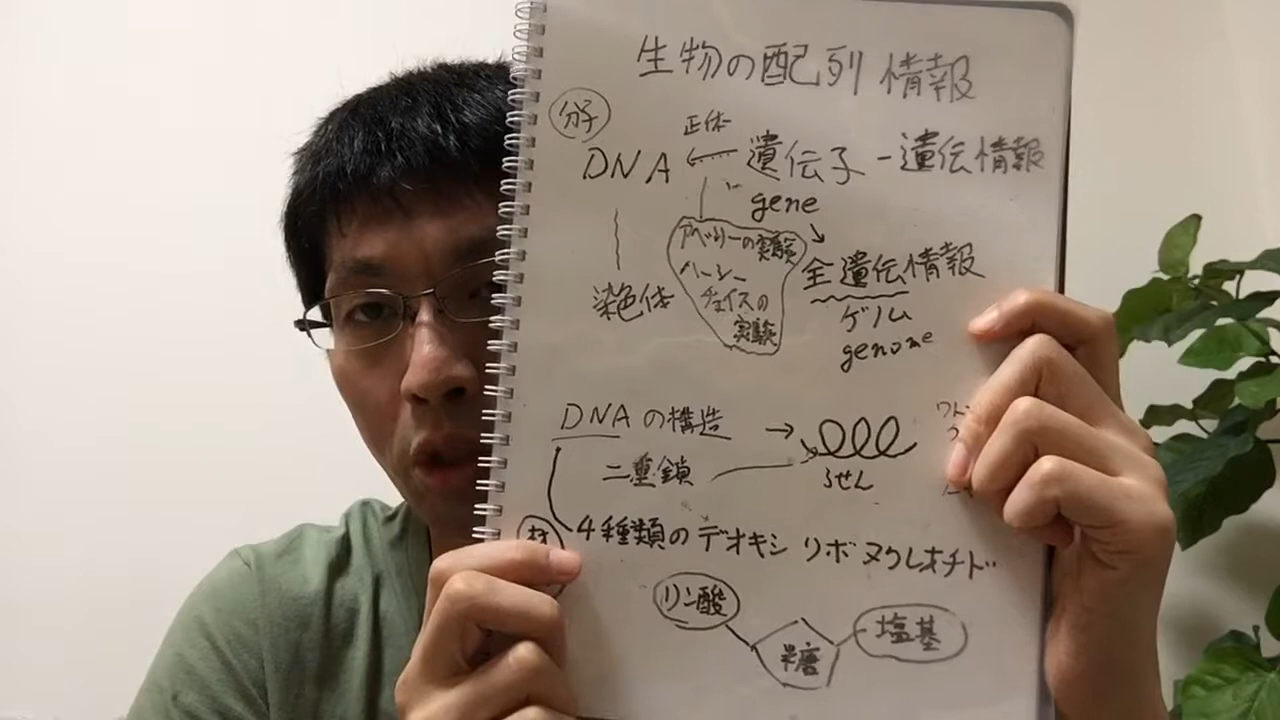 生物の配列情報
分子
正体
DNA ← 遺伝子 - 遺伝情報
gene
アベリーの実験
ハーシー
チェイスの
実験
染色体
全遺伝情報
ゲノム
genome
DNAの構造 →
二重鎖
らせん
4種類のデオキシリボヌクレオチド
リン酸
糖
塩基